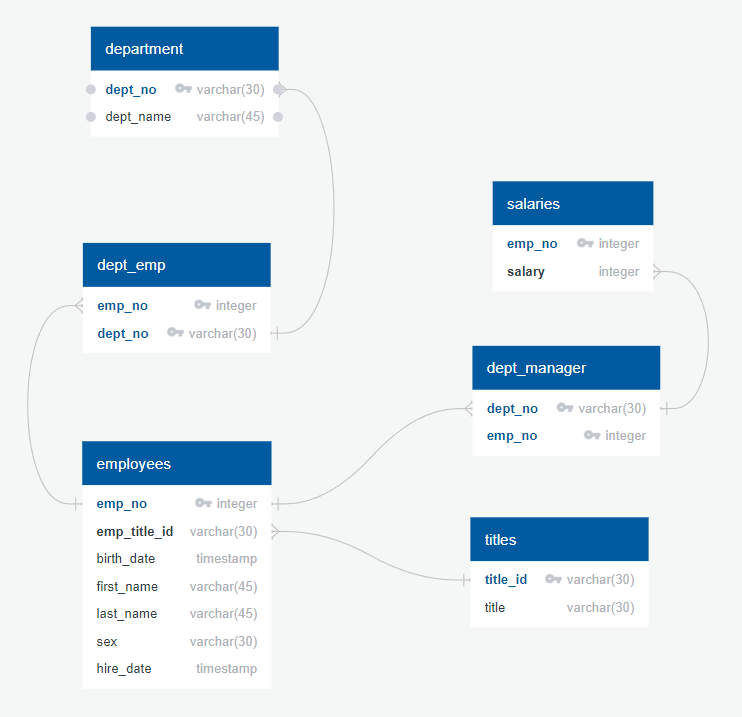 department
dept_no varchar(30)
dept_name varchar(45)
salaries
emp_no integer
salary integer
dept_emp
emp_no integer
dept_no varchar(30)
dept_manager
dept_no varchar(30)
emp_no integer
employees
emp_no integer
emp_title_id varchar(30)
birth_date timestamp
first_name varchar(45)
last_name varchar(45)
sex varchar(30)
hire_date timestamp
titles
title_id varchar(30)
title varchar(30)